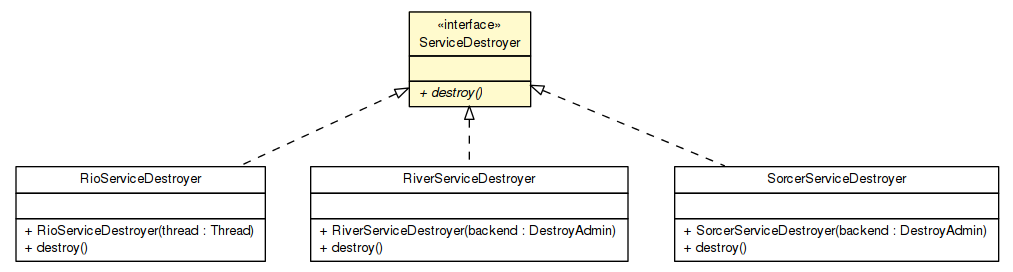 «interface»
ServiceDestroyer
+ destroy()
RioServiceDestroyer
+ RioServiceDestroyer(thread : Thread)
+ destroy()
RiverServiceDestroyer
+ RiverServiceDestroyer(backend : DestroyAdmin)
+ destroy()
SorcerServiceDestroyer
+ SorcerServiceDestroyer(backend : DestroyAdmin)
+ destroy()